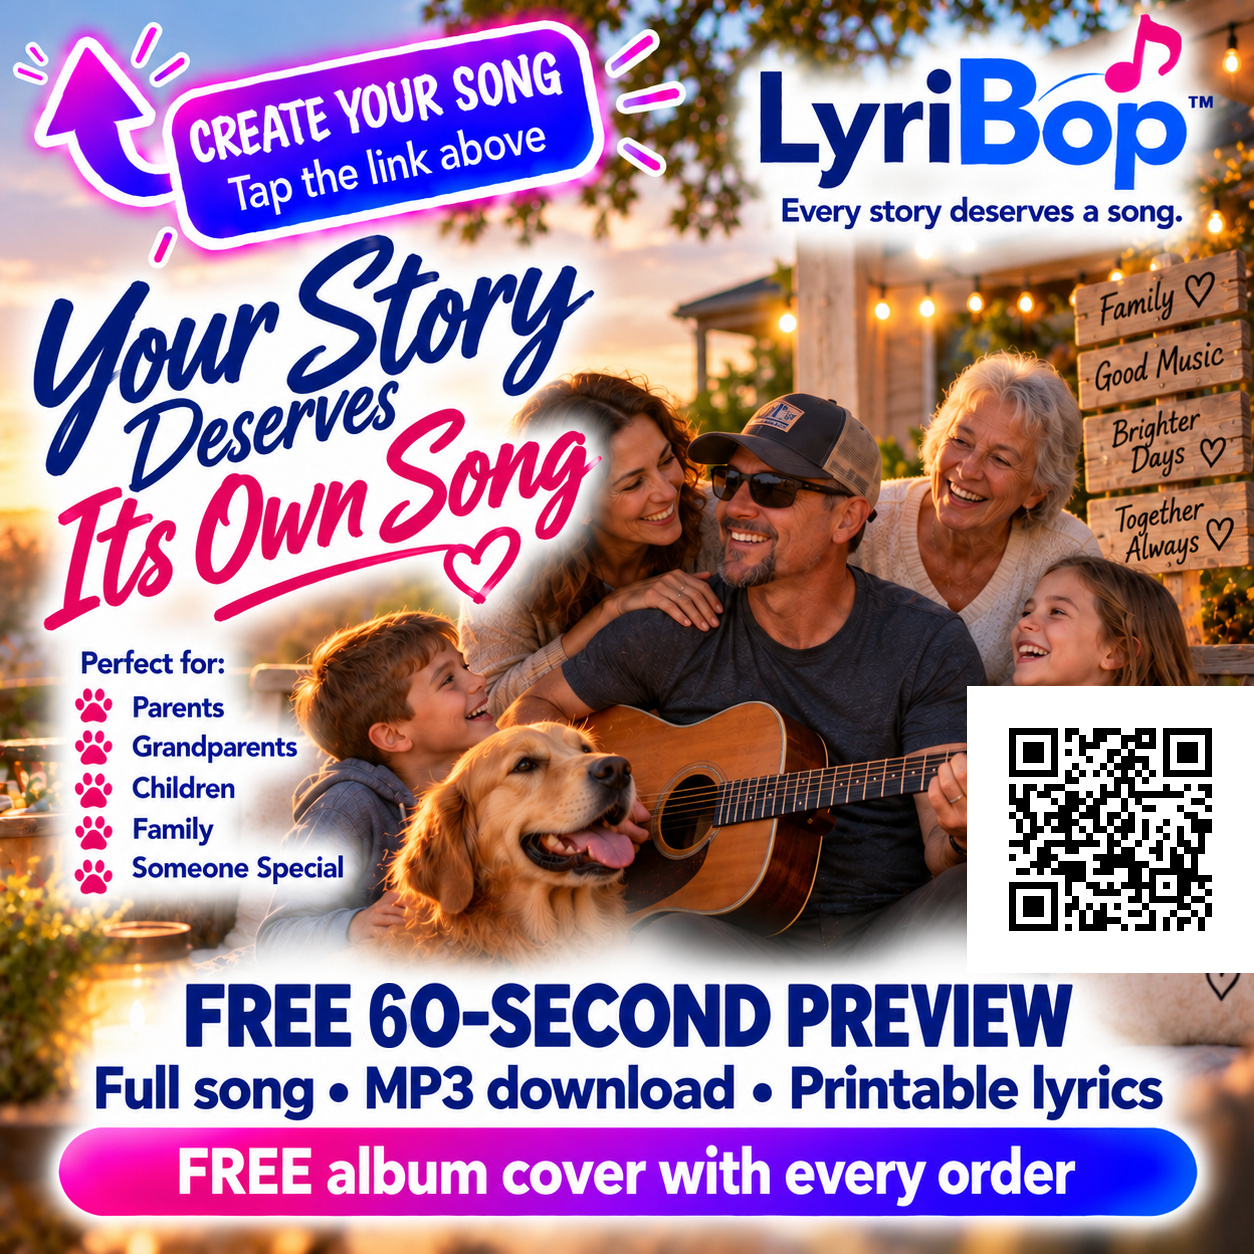 CREATE YOUR SONG
Tap the link above
LyriBop™
Every story deserves a song.
Your Story
Deserves
Its Own Song
Family
Good Music
Brighter
Days
Together
Always
Perfect for:
Parents
Grandparents
Children
Family
Someone Special
FREE 60-SECOND PREVIEW
Full song • MP3 download • Printable lyrics
FREE album cover with every order